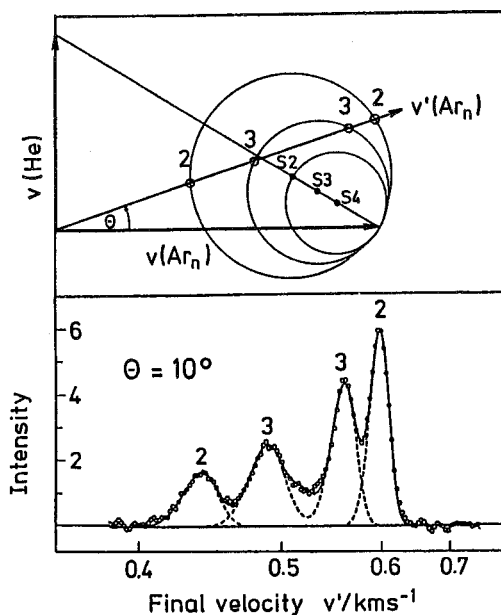 v(He)
2
3
S2
S3
S4
3
2
v'(Arn)
Θ
v(Arn)
Intensity
6
4
2
Θ = 10°
2
3
3
2
0.4
0.5
0.6
0.7
Final velocity v'/kms⁻¹